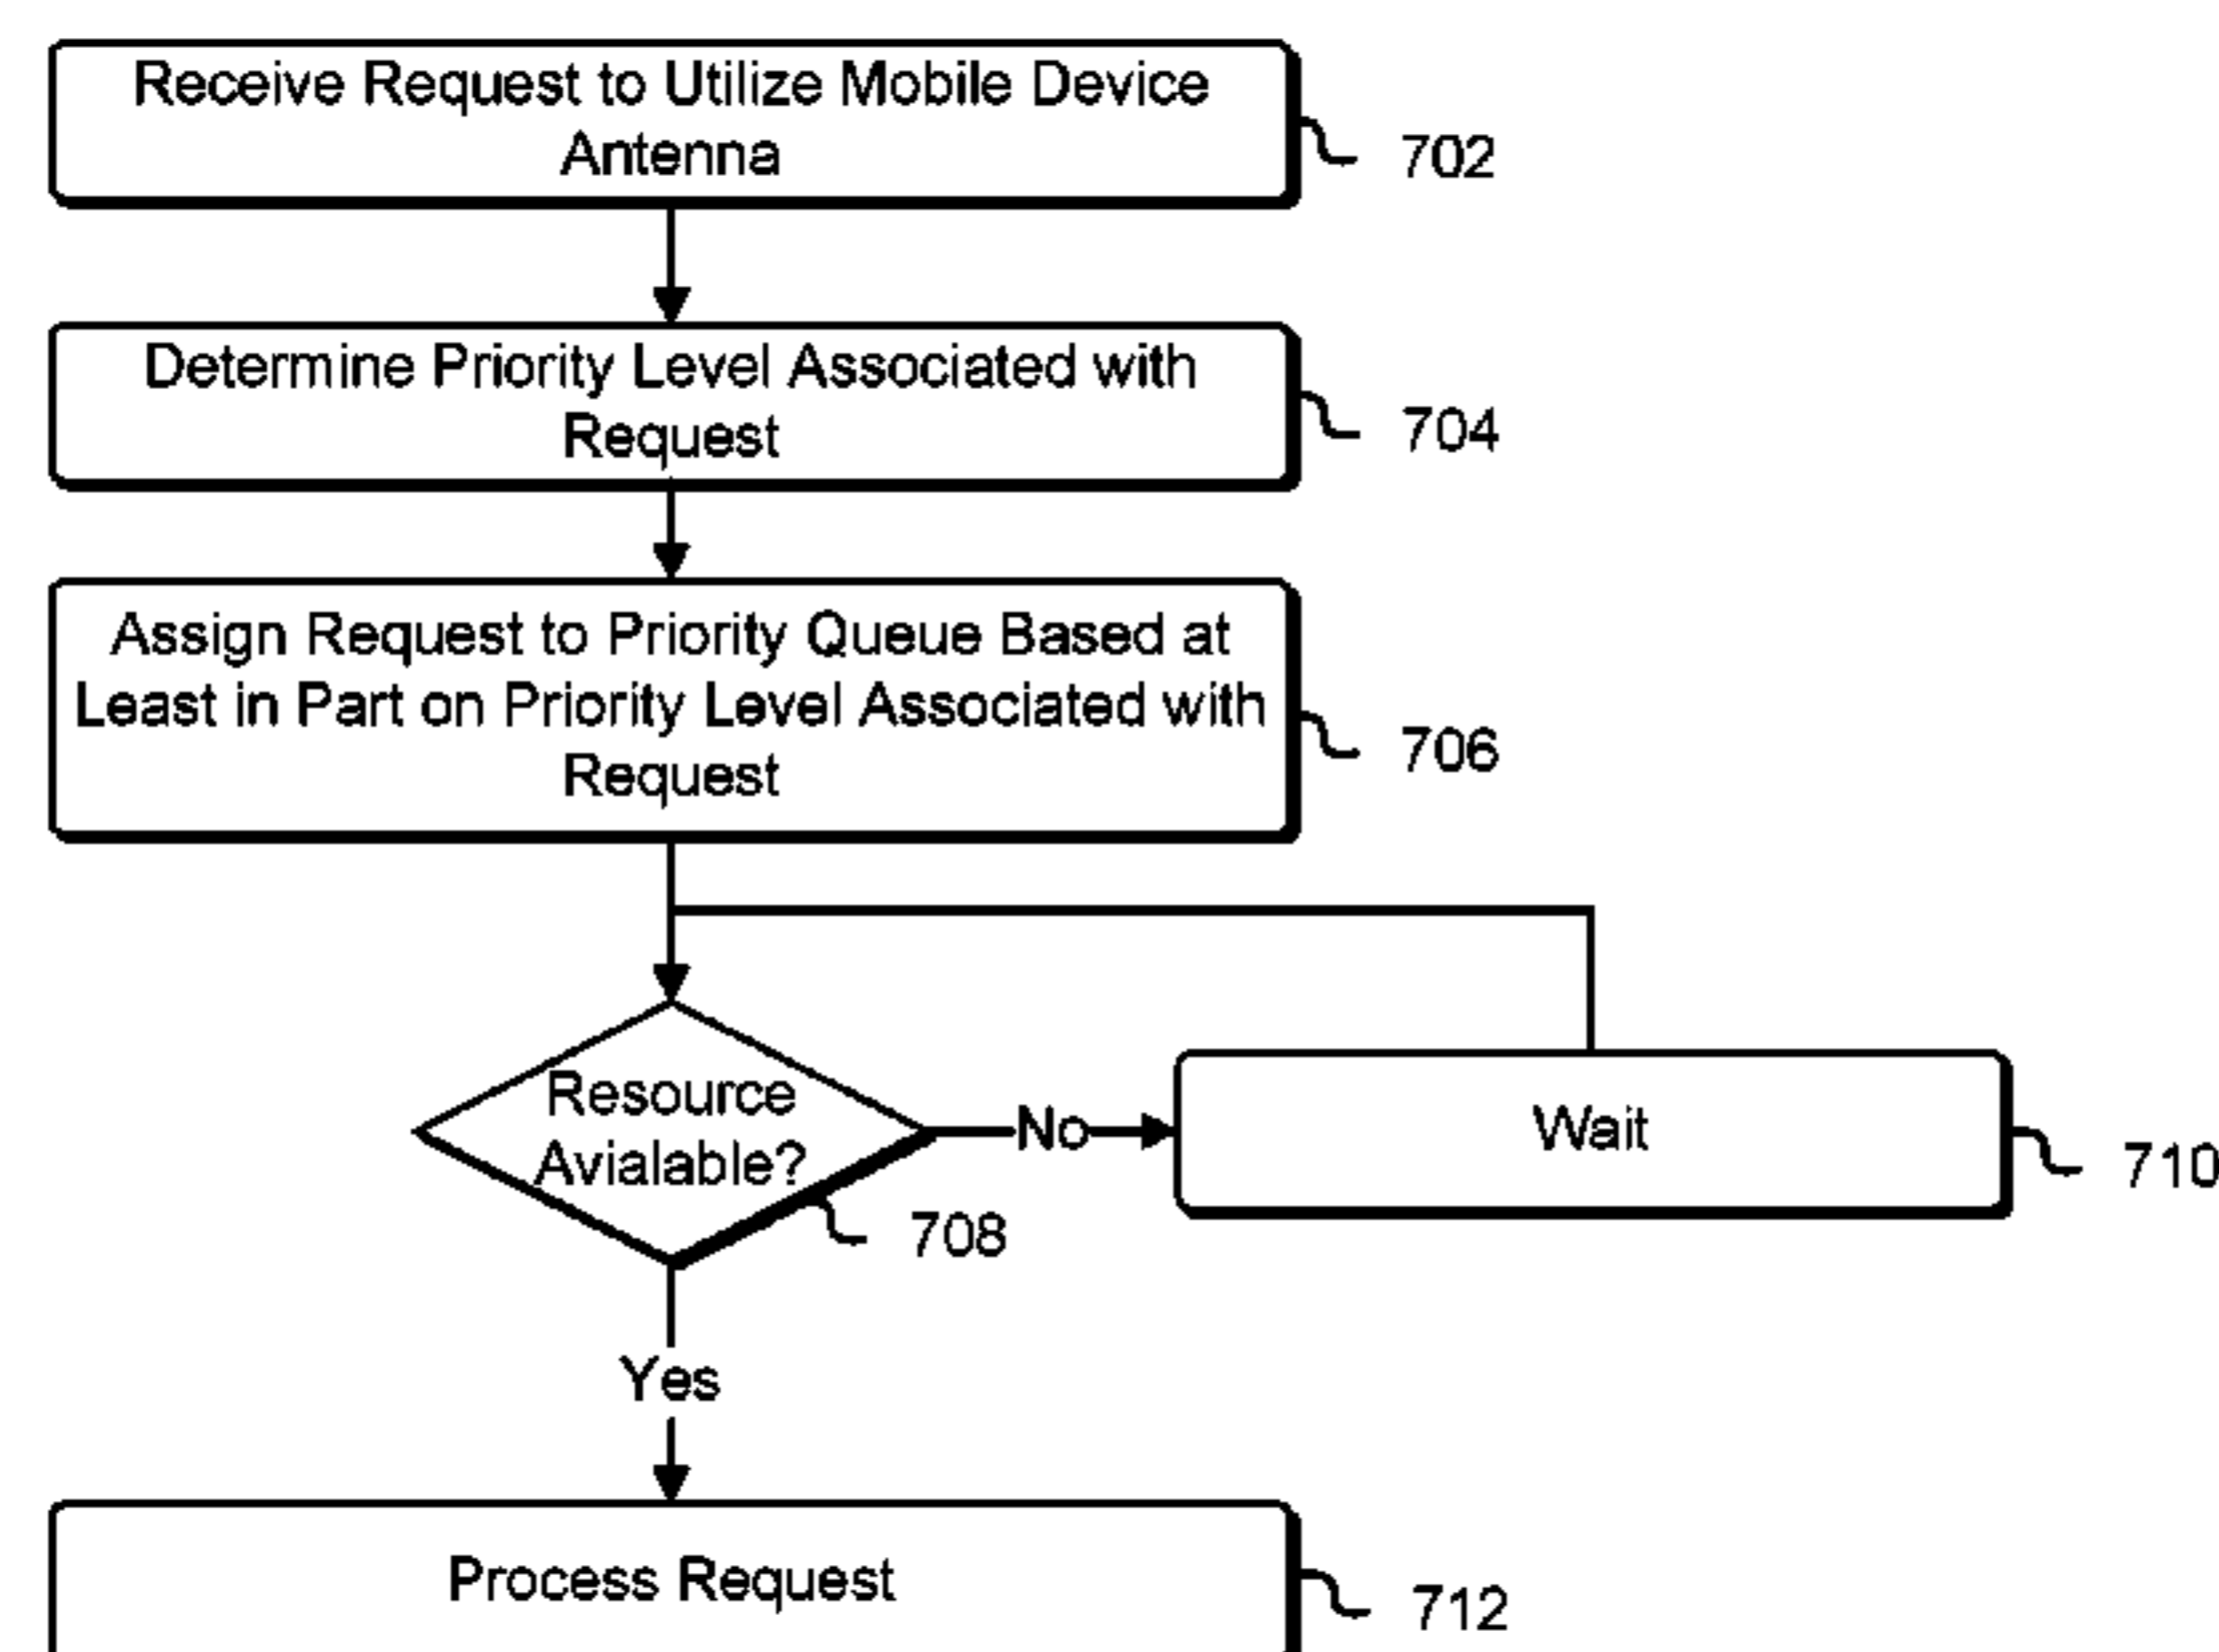 Receive Request to Utilize Mobile Device
Antenna
702
Determine Priority Level Associated with
Request
704
Assign Request to Priority Queue Based at
Least in Part on Priority Level Associated with
Request
706
Resource
Avialable?
708
No
Wait
710
Yes
Process Request
712